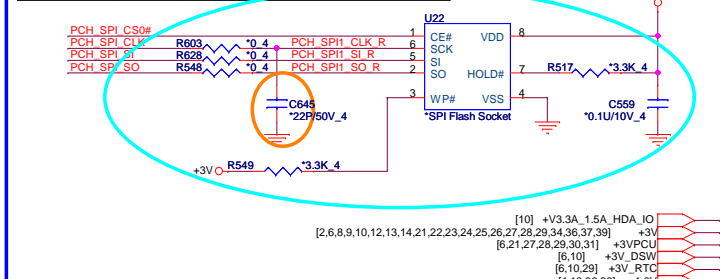 U22
PCH_SPI_CS0# 1 CE# VDD 8
PCH_SPI_CLK R603 *0_4 PCH_SPI1_CLK_R 6 SCK
PCH_SPI_SI R628 *0_4 PCH_SPI1_SI_R 5 SI
PCH_SPI_SO R548 *0_4 PCH_SPI1_SO_R 2 SO HOLD# 7 R517 *3.3K_4
3 WP# VSS 4
C645
*22P/50V_4
*SPI Flash Socket
C559
*0.1U/10V_4
+3V R549 *3.3K_4
[10] +V3.3A_1.5A_HDA_IO
[2,6,8,9,10,12,13,14,21,22,23,24,25,26,27,28,29,34,36,37,39] +3V
[6,21,27,28,29,30,31] +3VPCU
[6,10] +3V_DSW
[6,10,29] +3V_RTC